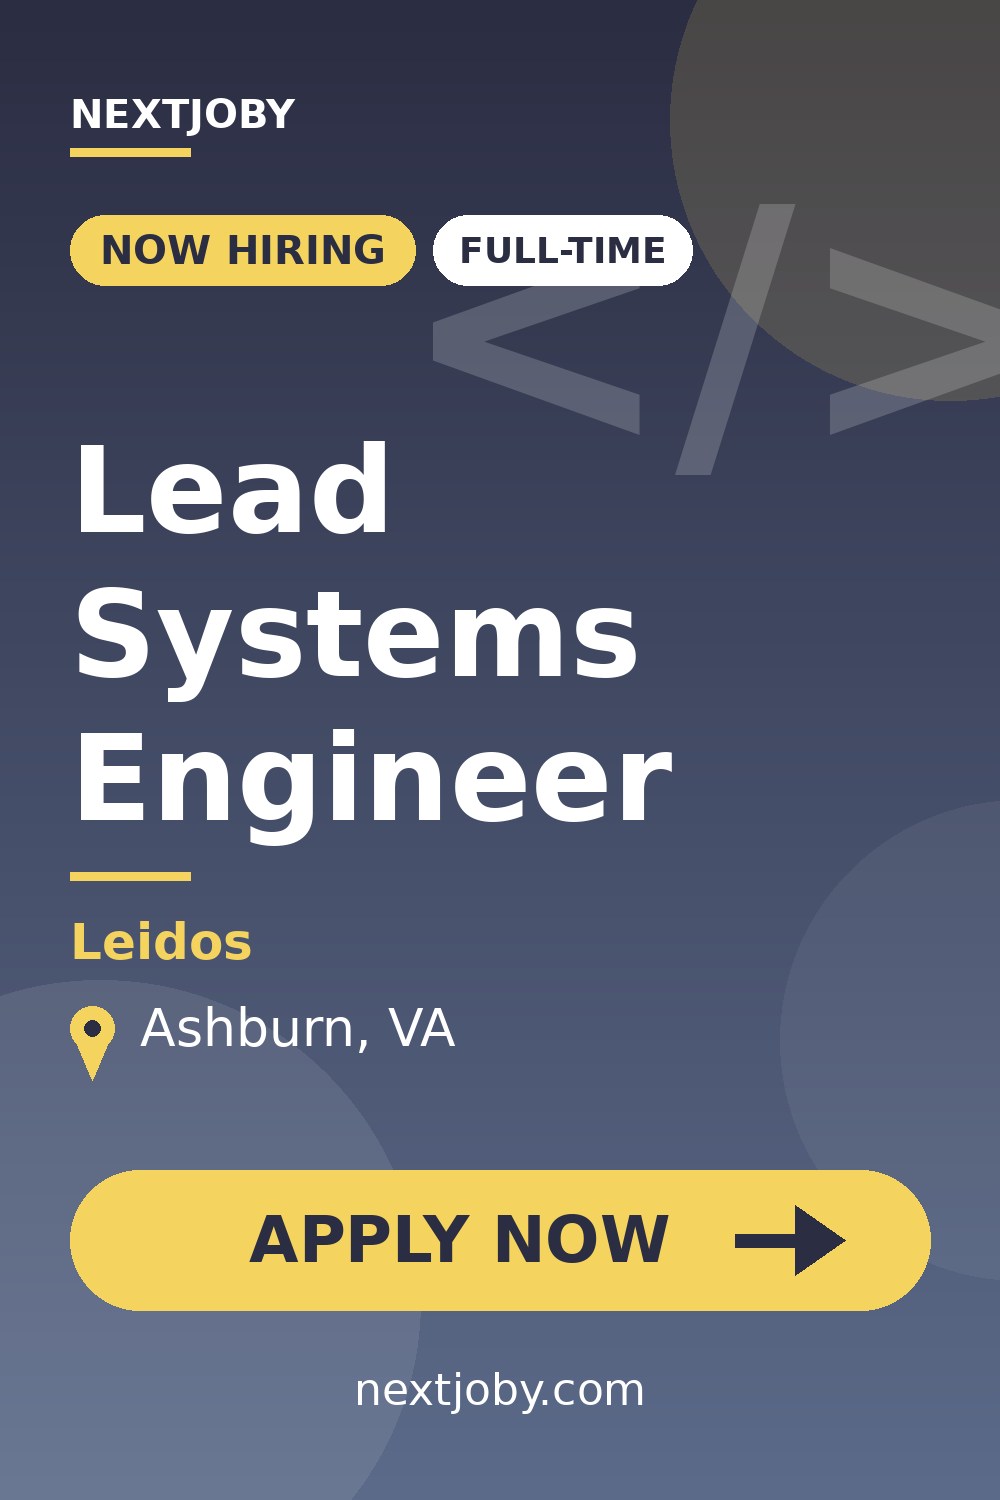 NEXTJOBY
NOW HIRING FULL-TIME
</>
Lead
Systems
Engineer
Leidos
Ashburn, VA
APPLY NOW
nextjoby.com